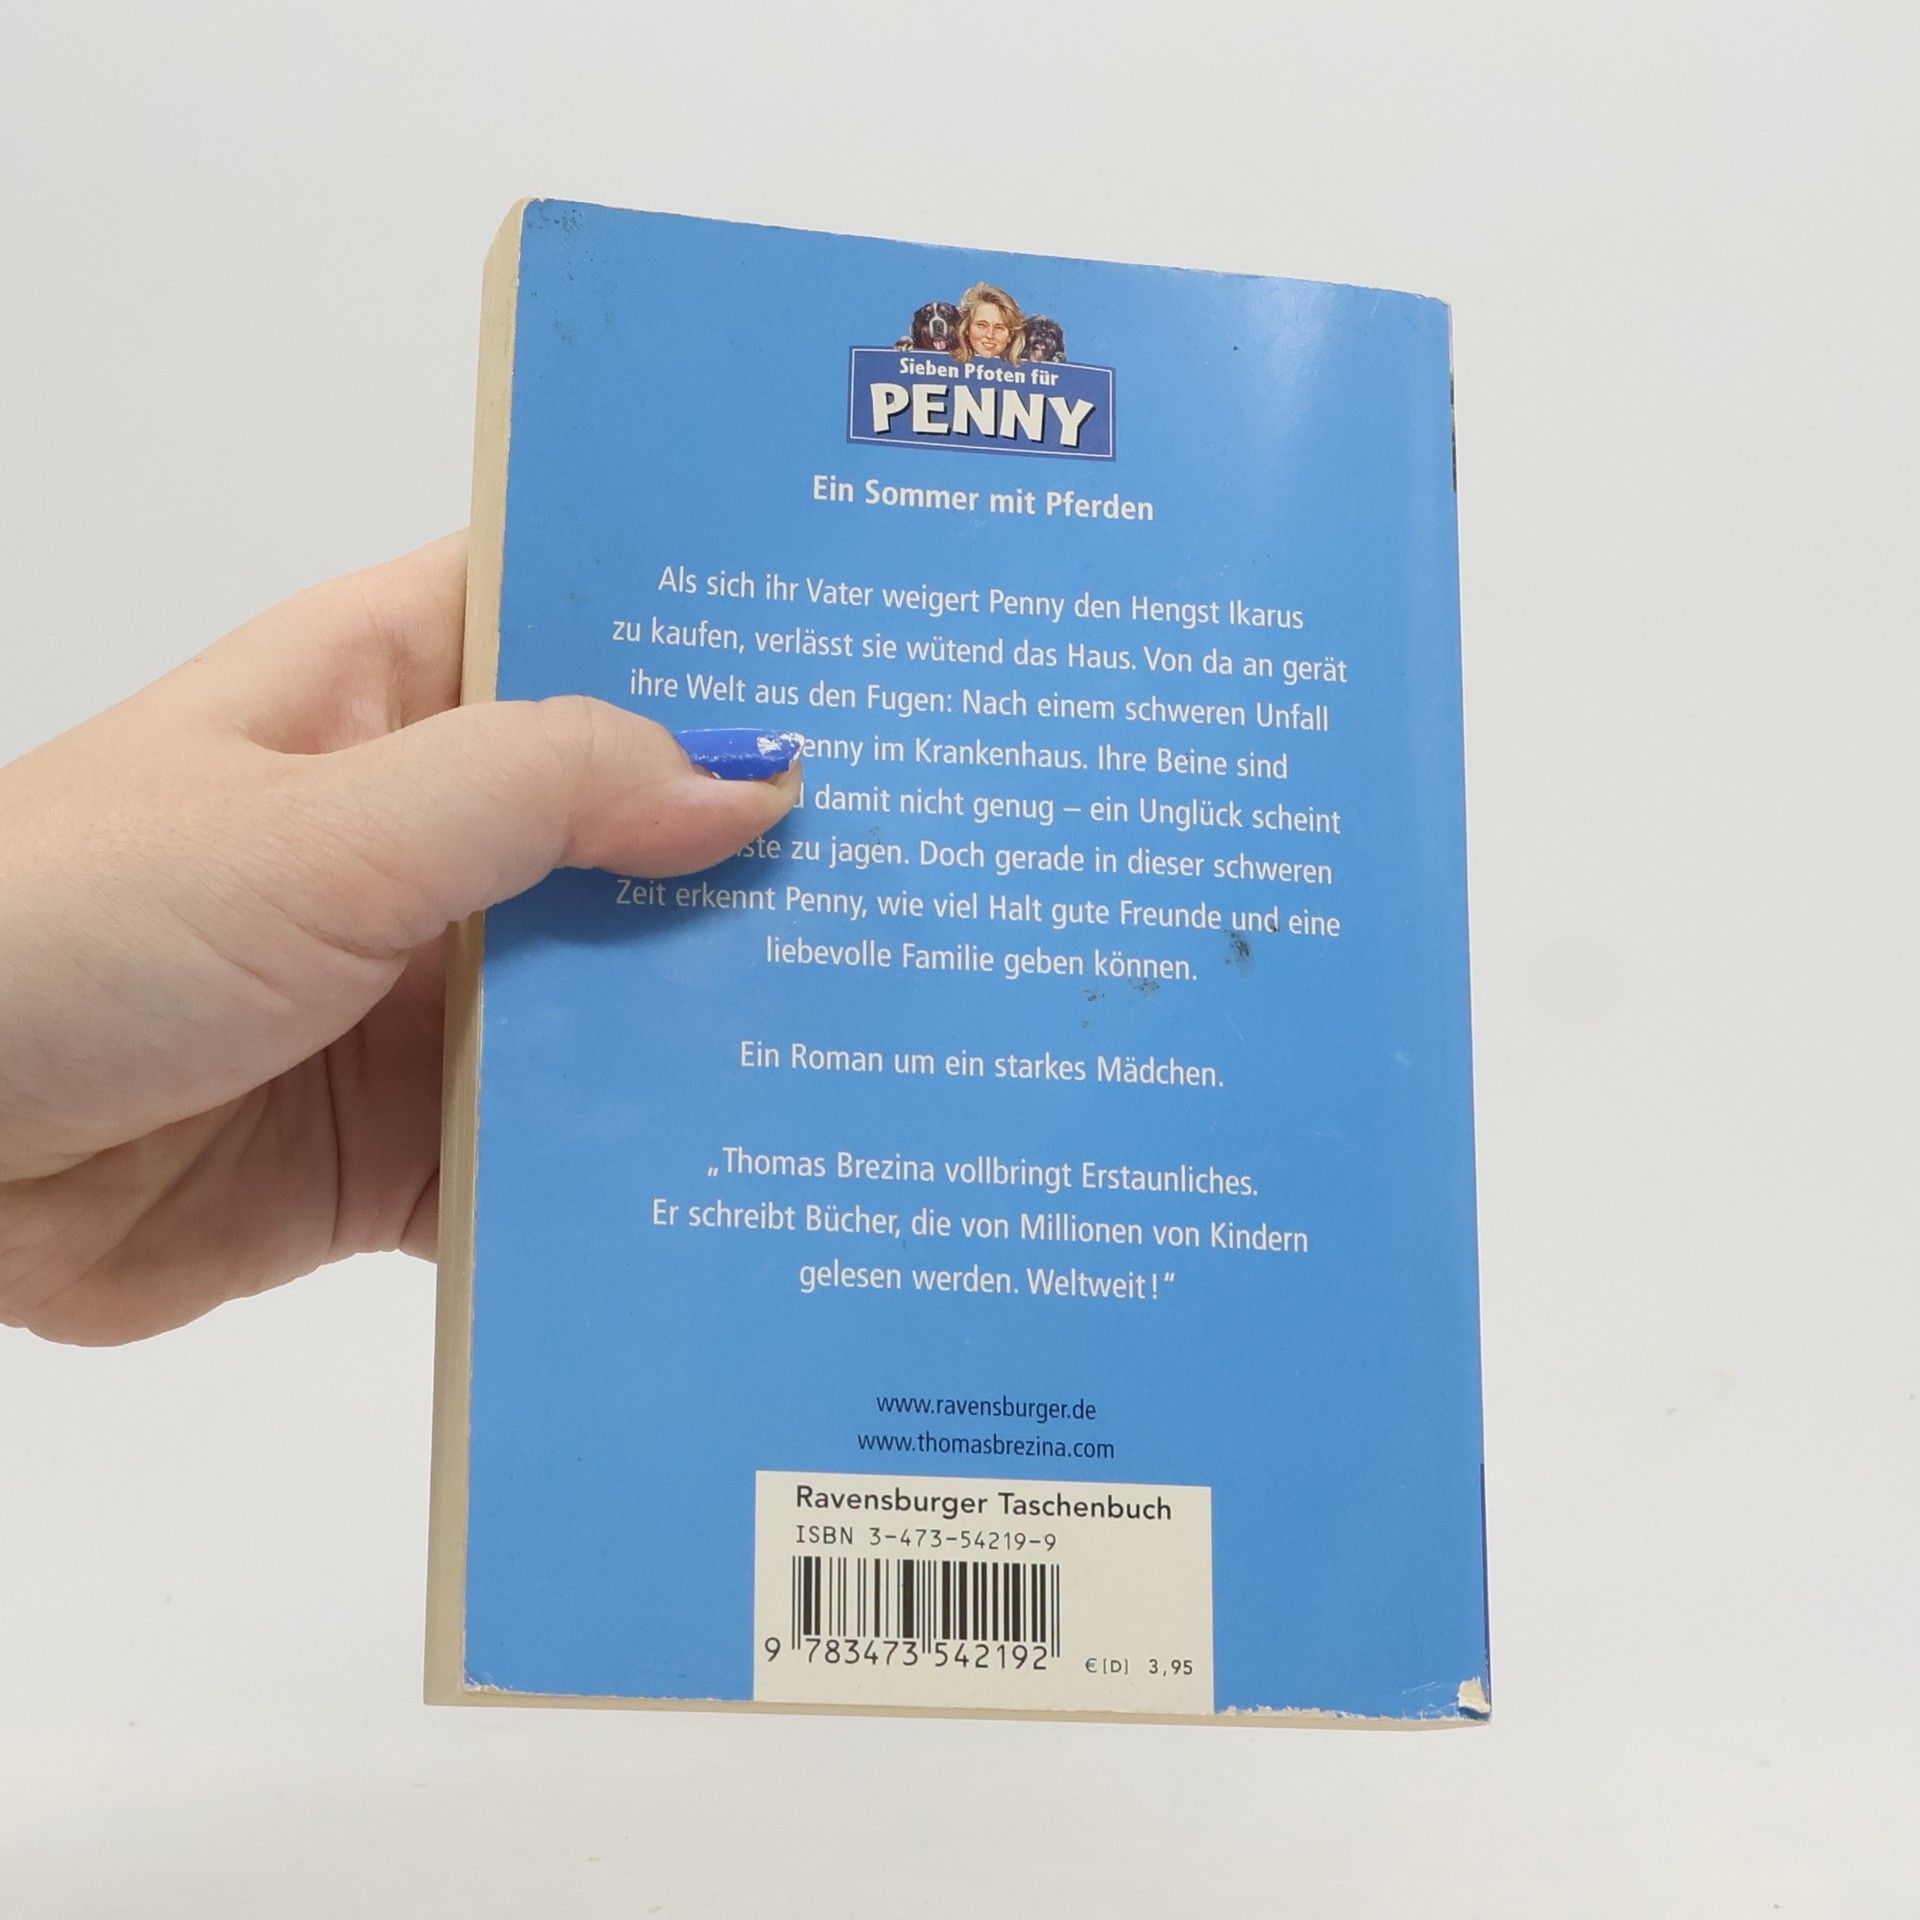 Sieben Pfoten für
PENNY
Ein Sommer mit Pferden
Als sich ihr Vater weigert Penny den Hengst Ikarus
zu kaufen, verlässt sie wütend das Haus. Von da an gerät
ihre Welt aus den Fugen: Nach einem schweren Unfall
im Krankenhaus. Ihre Beine sind
damit nicht genug – ein Unglück scheint
zu jagen. Doch gerade in dieser schweren
Zeit erkennt Penny, wie viel Halt gute Freunde und eine
liebevolle Familie geben können.
Ein Roman um ein starkes Mädchen.
„Thomas Brezina vollbringt Erstaunliches.
Er schreibt Bücher, die von Millionen von Kindern
gelesen werden. Weltweit!“
www.ravensburger.de
www.thomasbrezina.com
Ravensburger Taschenbuch
ISBN 3-473-54219-9
9 783473 542192
€ [D] 3,95